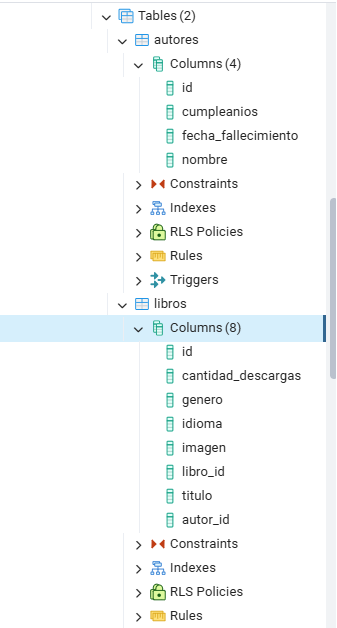 Tables (2)
autores
Columns (4)
id
cumpleanios
fecha_fallecimiento
nombre
Constraints
Indexes
RLS Policies
Rules
Triggers
libros
Columns (8)
id
cantidad_descargas
genero
idioma
imagen
libro_id
titulo
autor_id
Constraints
Indexes
RLS Policies
Rules